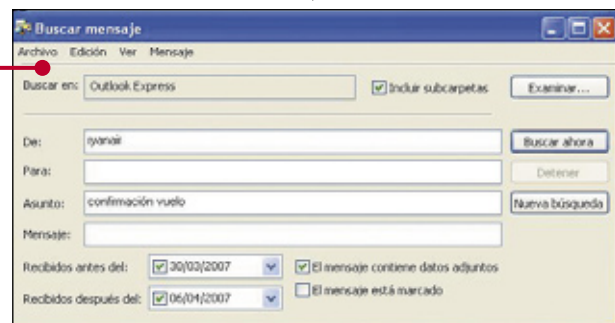 Buscar mensaje
Archivo Edición Ver Mensaje
Buscar en: Outlook Express Incluir subcarpetas Examinar...
De: ryanair Buscar ahora
Para: Detener
Asunto: confirmación vuelo Nueva búsqueda
Mensaje:
Recibidos antes del: 30/03/2007 El mensaje contiene datos adjuntos
Recibidos después del: 06/04/2007 El mensaje está marcado